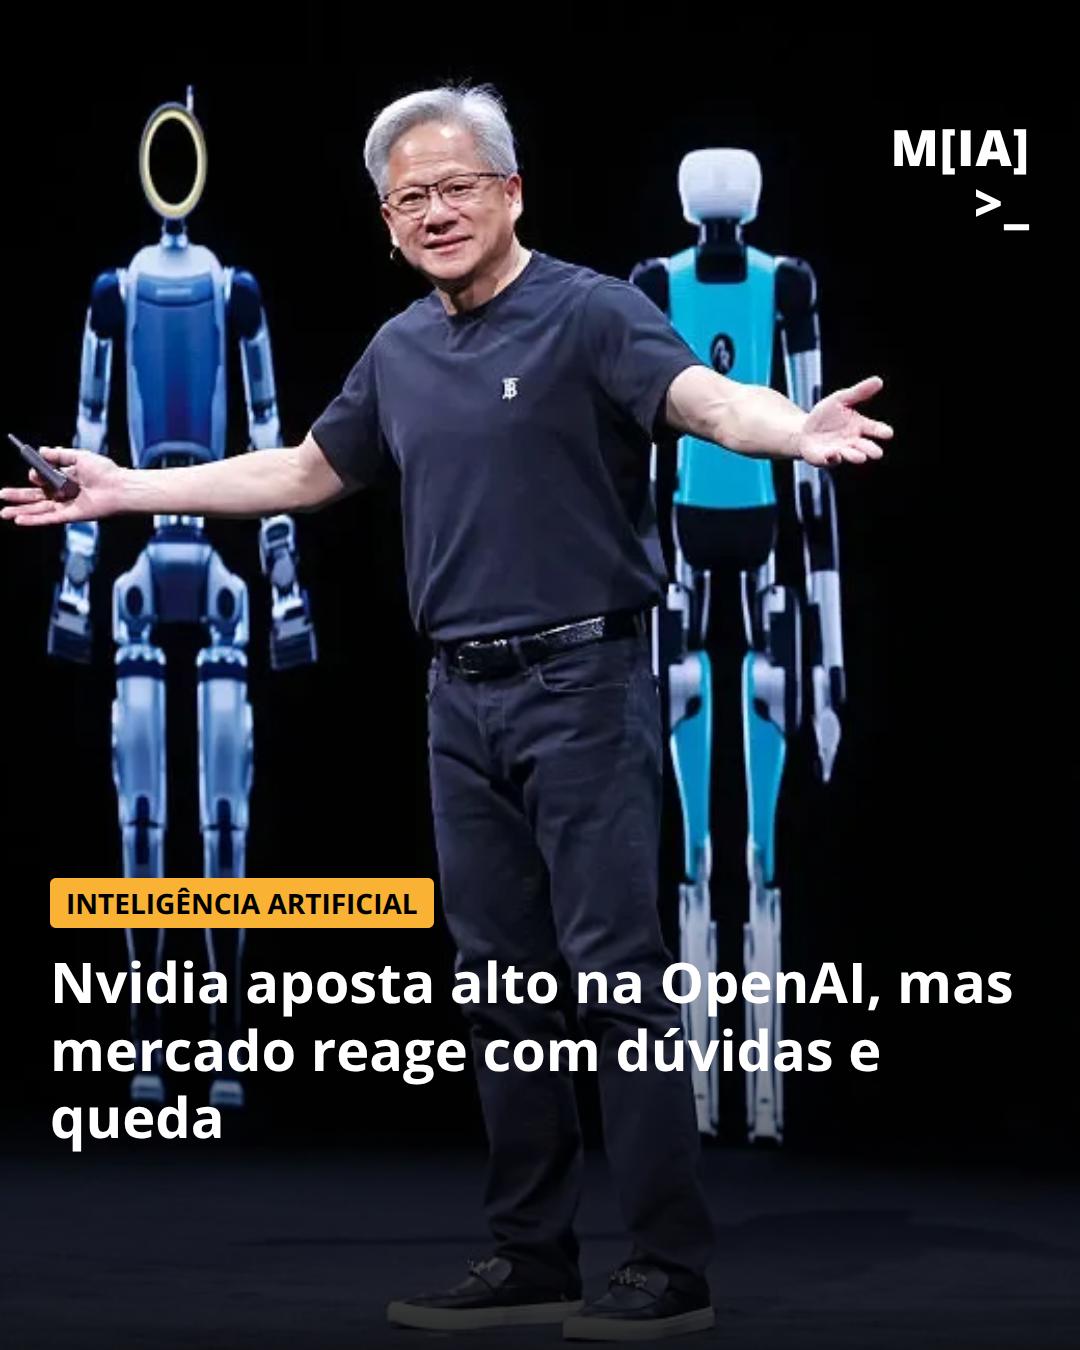 M[IA]
>_
INTELIGÊNCIA ARTIFICIAL
Nvidia aposta alto na OpenAI, mas
mercado reage com dúvidas e
queda